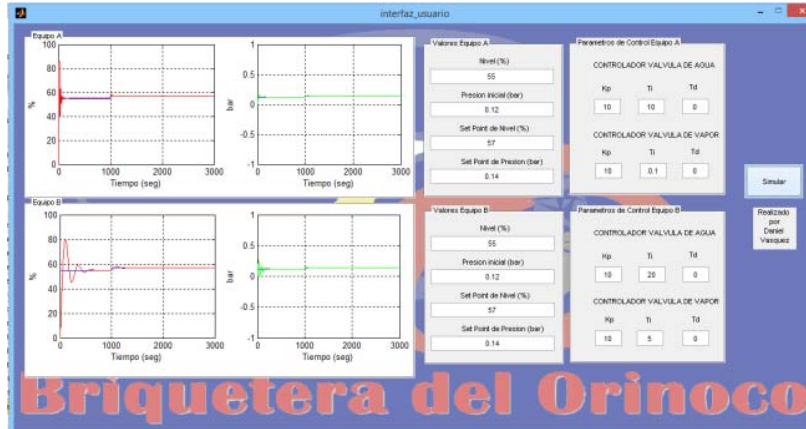 interfaz_usuario
Equipo A
100
80
60
40
20
0
%
0 1000 2000 3000
Tiempo (seg)
1
0.5
0
-0.5
-1
bar
0 1000 2000 3000
Tiempo (seg)
Valores Equipo A
Nivel (%)
55
Presion inicial (bar)
0.12
Set Point de Nivel (%)
57
Set Point de Presion (bar)
0.14
Parametros de Control Equipo A
CONTROLADOR VALVULA DE AGUA
Kp Ti Td
10 10 0
CONTROLADOR VALVULA DE VAPOR
Kp Ti Td
10 0.1 0
Simular
Realizado
por
Daniel
Vasquez
Equipo B
100
80
60
40
20
0
%
0 1000 2000 3000
Tiempo (seg)
1
0.5
0
-0.5
-1
bar
0 1000 2000 3000
Tiempo (seg)
Valores Equipo B
Nivel (%)
55
Presion inicial (bar)
0.12
Set Point de Nivel (%)
57
Set Point de Presion (bar)
0.14
Parametros de Control Equipo B
CONTROLADOR VALVULA DE AGUA
Kp Ti Td
10 20 0
CONTROLADOR VALVULA DE VAPOR
Kp Ti Td
10 5 0
Briquetera del Orinoco